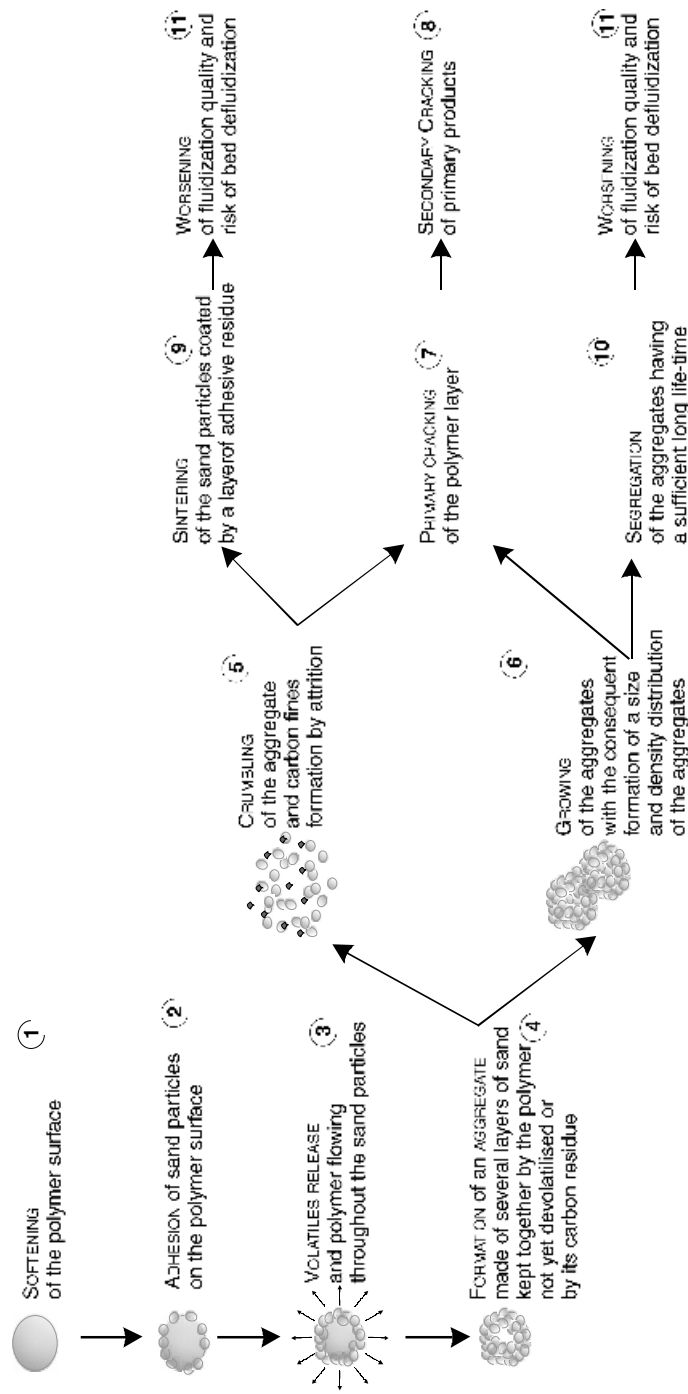 1
SOFTENING
of the polymer surface
2
ADHESION of sand particles
on the polymer surface
3
VOLATILES RELEASE
and polymer flowing
throughout the sand particles
4
FORMATION of an AGGREGATE
made of several layers of sand
kept together by the polymer
not yet devolatilised or
by its carbon residue
5
CRUMBLING
of the aggregate
and carbon fines
formation by attrition
6
GROWING
of the aggregates
with the consequent
formation of a size
and density distribution
of the aggregates
9
SINTERING
of the sand particles coated
by a layerof adhesive residue
7
PRIMARY CRACKING
of the polymer layer
10
SEGREGATION
of the aggregates having
a sufficient long life-time
11
WORSENING
of fluidization quality and
risk of bed defluidization
8
SECONDARY CRACKING
of primary products
11
WORSENING
of fluidization quality and
risk of bed defluidization